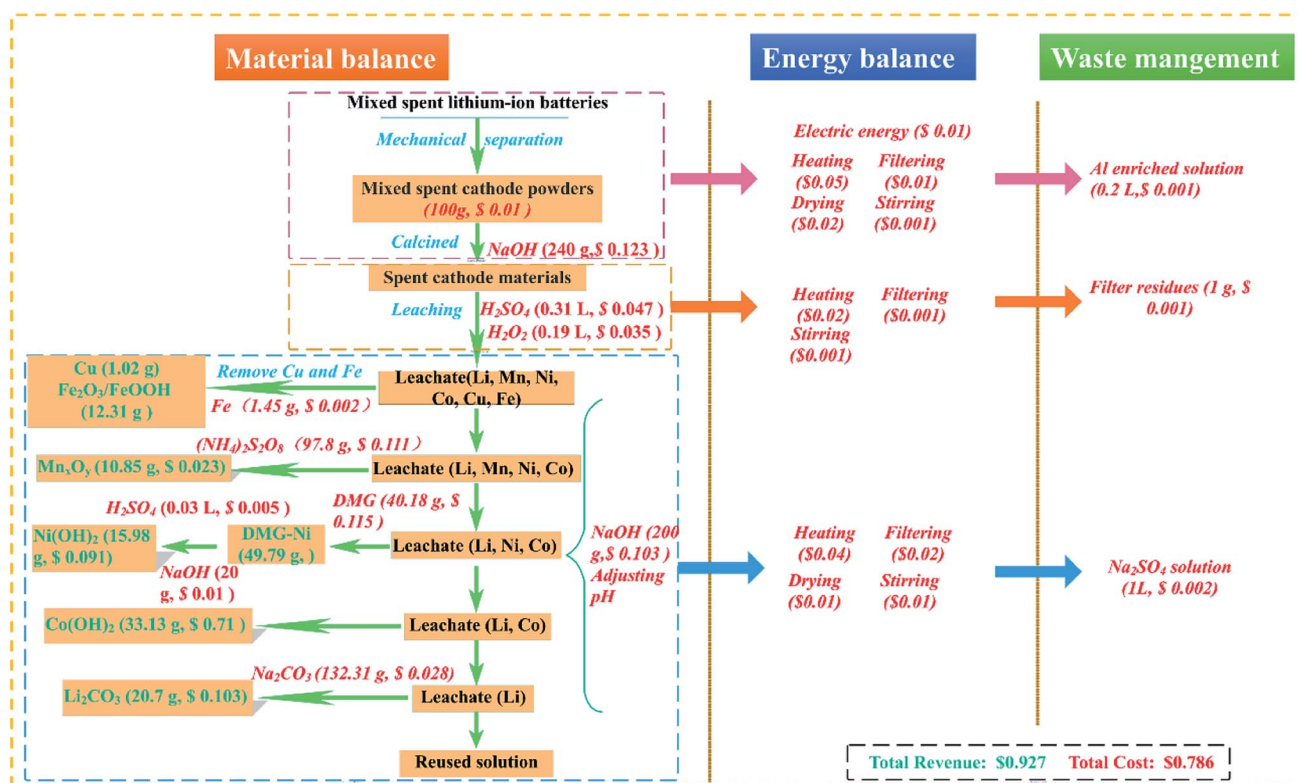 Material balance
Energy balance
Waste mangement
Mixed spent lithium-ion batteries
Mechanical separation
Mixed spent cathode powders
(100g, $ 0.01 )
Calcined
NaOH (240 g,$ 0.123 )
Spent cathode materials
Leaching
H₂SO₄ (0.31 L, $ 0.047 )
H₂O₂ (0.19 L, $ 0.035 )
Cu (1.02 g)
Fe₂O₃/FeOOH
(12.31 g )
Remove Cu and Fe
Fe（1.45 g, $ 0.002）
Leachate(Li, Mn, Ni,
Co, Cu, Fe)
(NH₄)₂S₂O₈（97.8 g, $ 0.111）
MnₓOᵧ (10.85 g, $ 0.023)
Leachate (Li, Mn, Ni, Co)
H₂SO₄ (0.03 L, $ 0.005 )
DMG (40.18 g, $
0.115)
Ni(OH)₂ (15.98
g, $ 0.091)
DMG-Ni
(49.79 g, )
Leachate (Li, Ni, Co)
NaOH (20
g, $ 0.01 )
NaOH (200
g,$ 0.103 )
Adjusting
pH
Co(OH)₂ (33.13 g, $ 0.71 )
Leachate (Li, Co)
Na₂CO₃ (132.31 g, $ 0.028)
Li₂CO₃ (20.7 g, $ 0.103)
Leachate (Li)
Reused solution
Electric energy ($ 0.01)
Heating Filtering
($0.05) ($0.01)
Drying Stirring
($0.02) ($0.001)
Heating Filtering
($0.02) ($0.001)
Stirring
($0.001)
Heating Filtering
($0.04) ($0.02)
Drying Stirring
($0.01) ($0.01)
Al enriched solution
(0.2 L,$ 0.001)
Filter residues (1 g, $
0.001)
Na₂SO₄ solution
(1L, $ 0.002)
Total Revenue: $0.927 Total Cost: $0.786